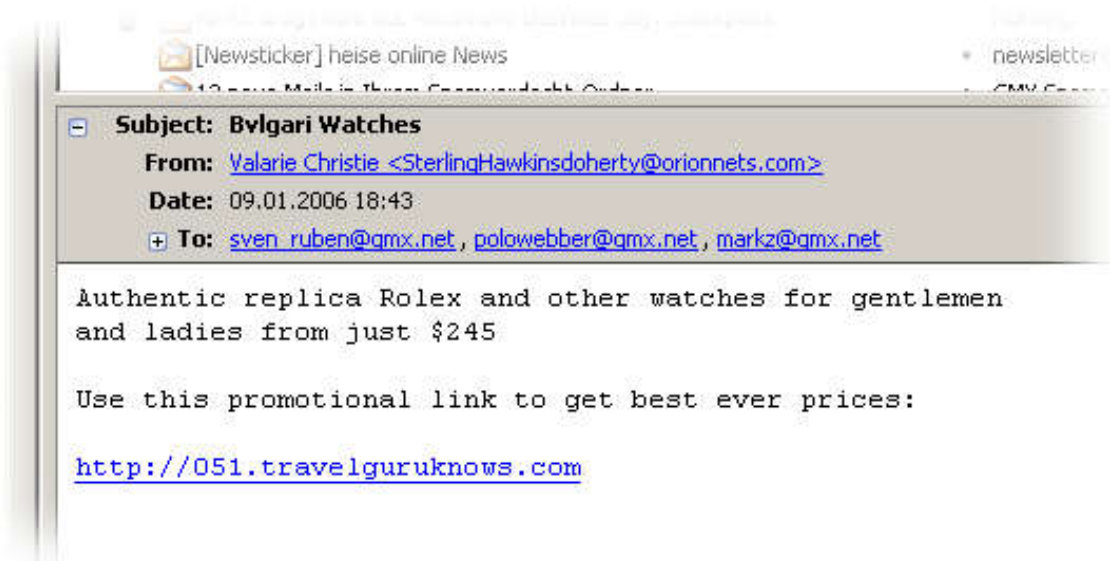 [Newsticker] heise online News • newsletter
Subject: Bvlgari Watches
From: Valarie Christie <SterlingHawkinsdoherty@orionnets.com>
Date: 09.01.2006 18:43
To: sven_ruben@gmx.net , polowebber@gmx.net , markz@gmx.net
Authentic replica Rolex and other watches for gentlemen
and ladies from just $245
Use this promotional link to get best ever prices:
http://051.travelguruknows.com